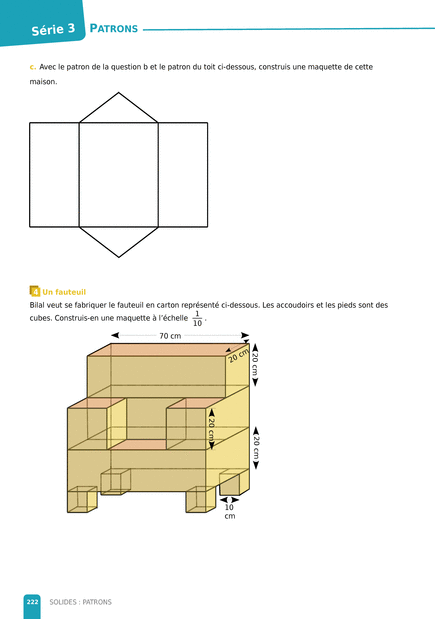 Série 3 PATRONS
c. Avec le patron de la question b et le patron du toit ci-dessous, construis une maquette de cette
maison.
4 Un fauteuil
Bilal veut se fabriquer le fauteuil en carton représenté ci-dessous. Les accoudoirs et les pieds sont des
cubes. Construis-en une maquette à l'échelle 1/10 .
70 cm
20 cm
20 cm
20 cm
20 cm
10
cm
222 SOLIDES : PATRONS